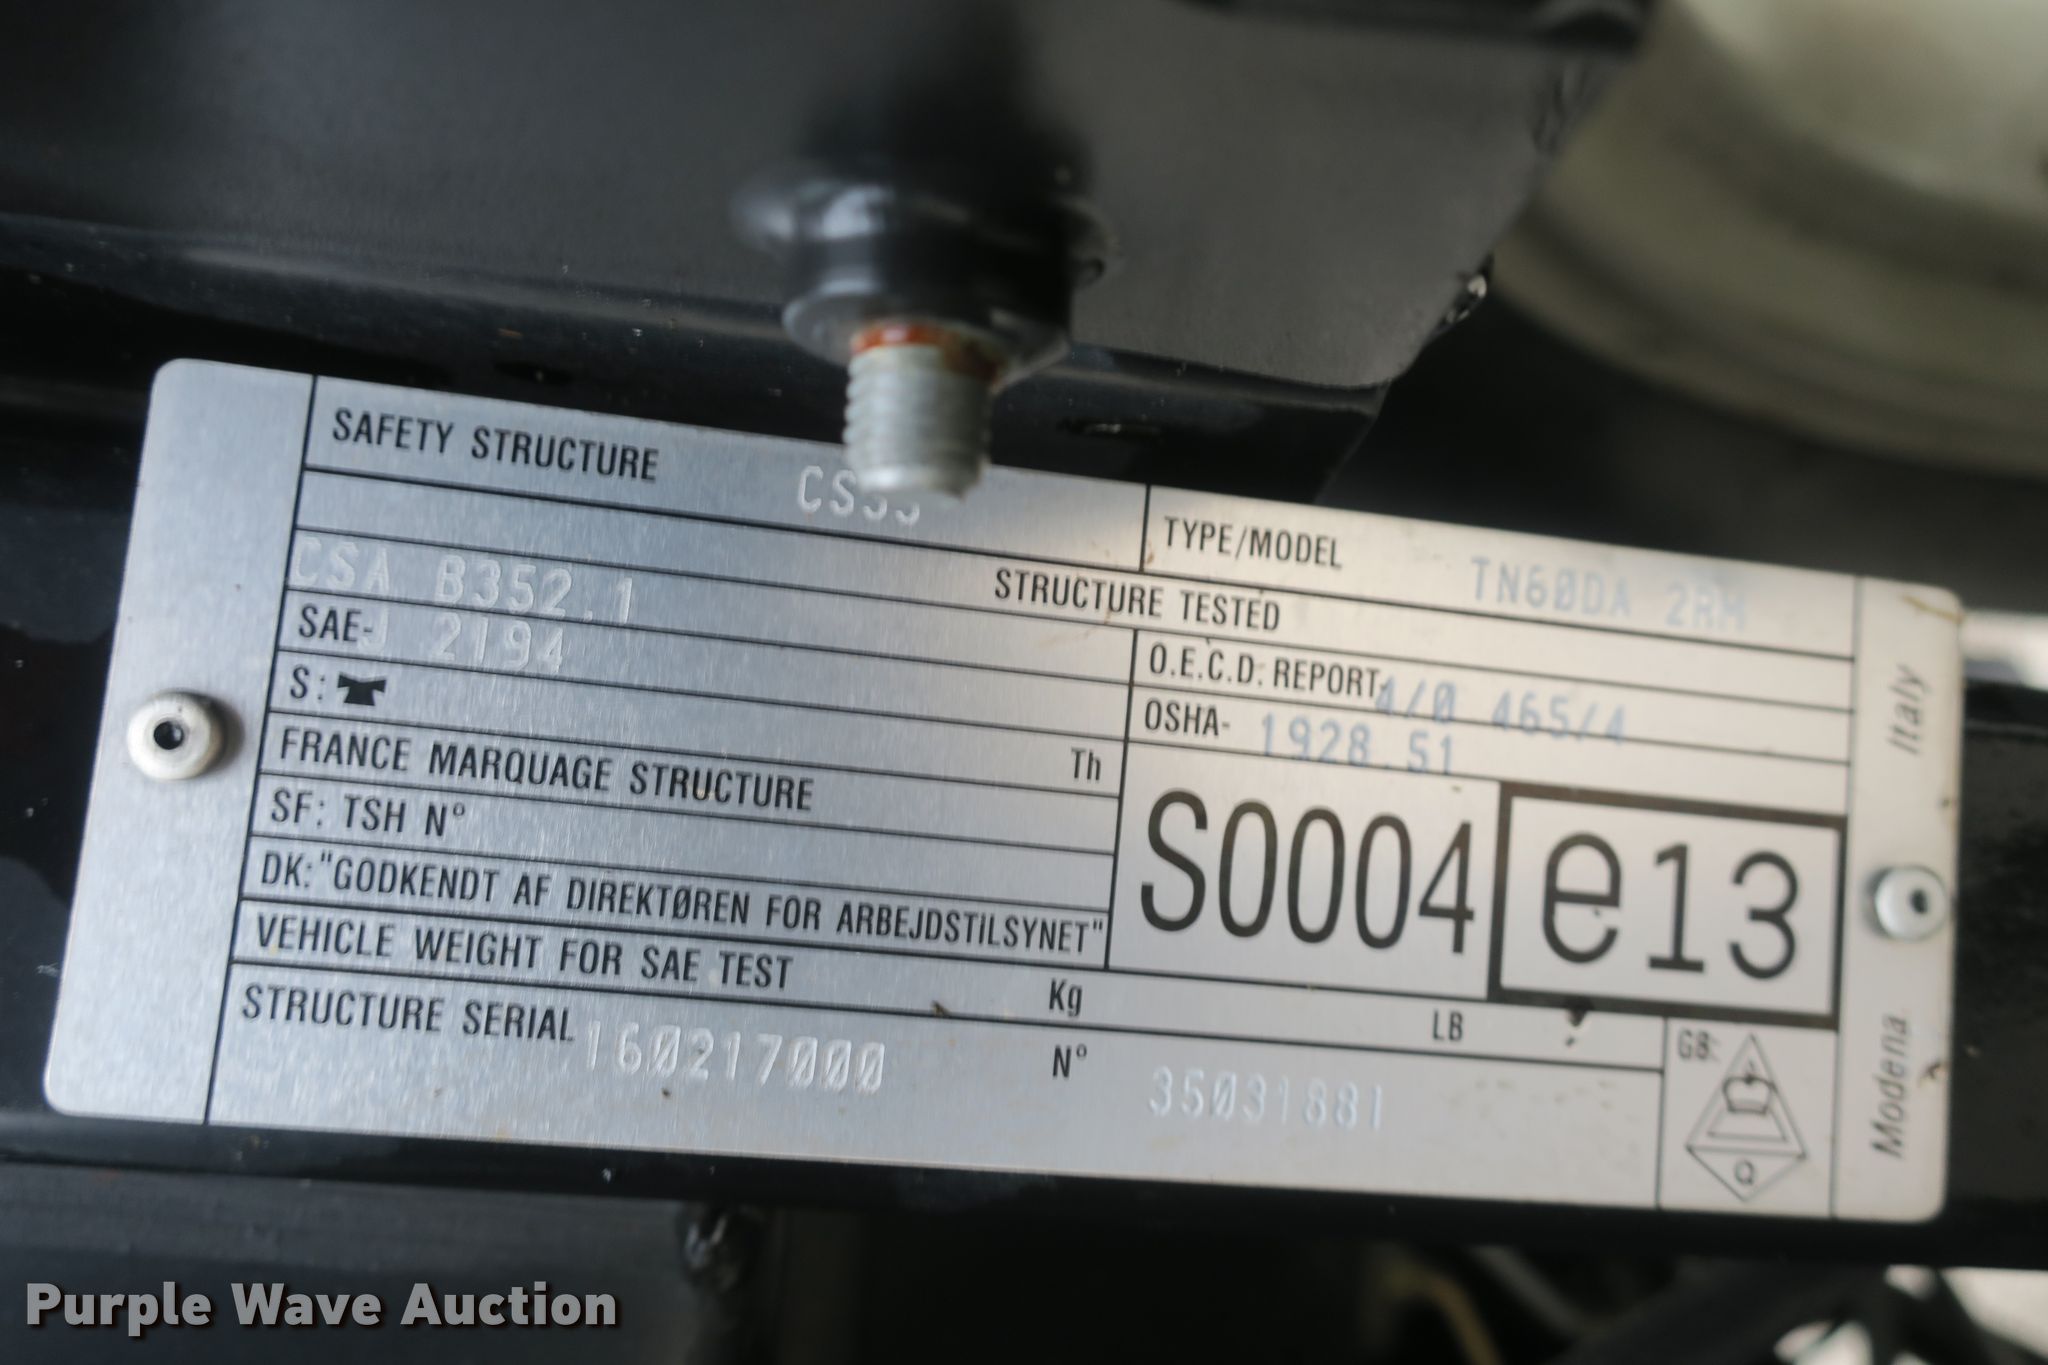 SAFETY STRUCTURE
TYPE/MODEL TN60DA 2RM
STRUCTURE TESTED
CSA B352.1
SAE-J 2194
O.E.C.D. REPORT. 4/0 465/4
S:
OSHA- 1928.51
FRANCE MARQUAGE STRUCTURE Th
SF: TSH N°
S0004 e13
DK:"GODKENDT AF DIREKTØREN FOR ARBEJDSTILSYNET"
VEHICLE WEIGHT FOR SAE TEST Kg LB
STRUCTURE SERIAL 160217000 N° 35031881
GB:
Q
Modena Italy
Purple Wave Auction